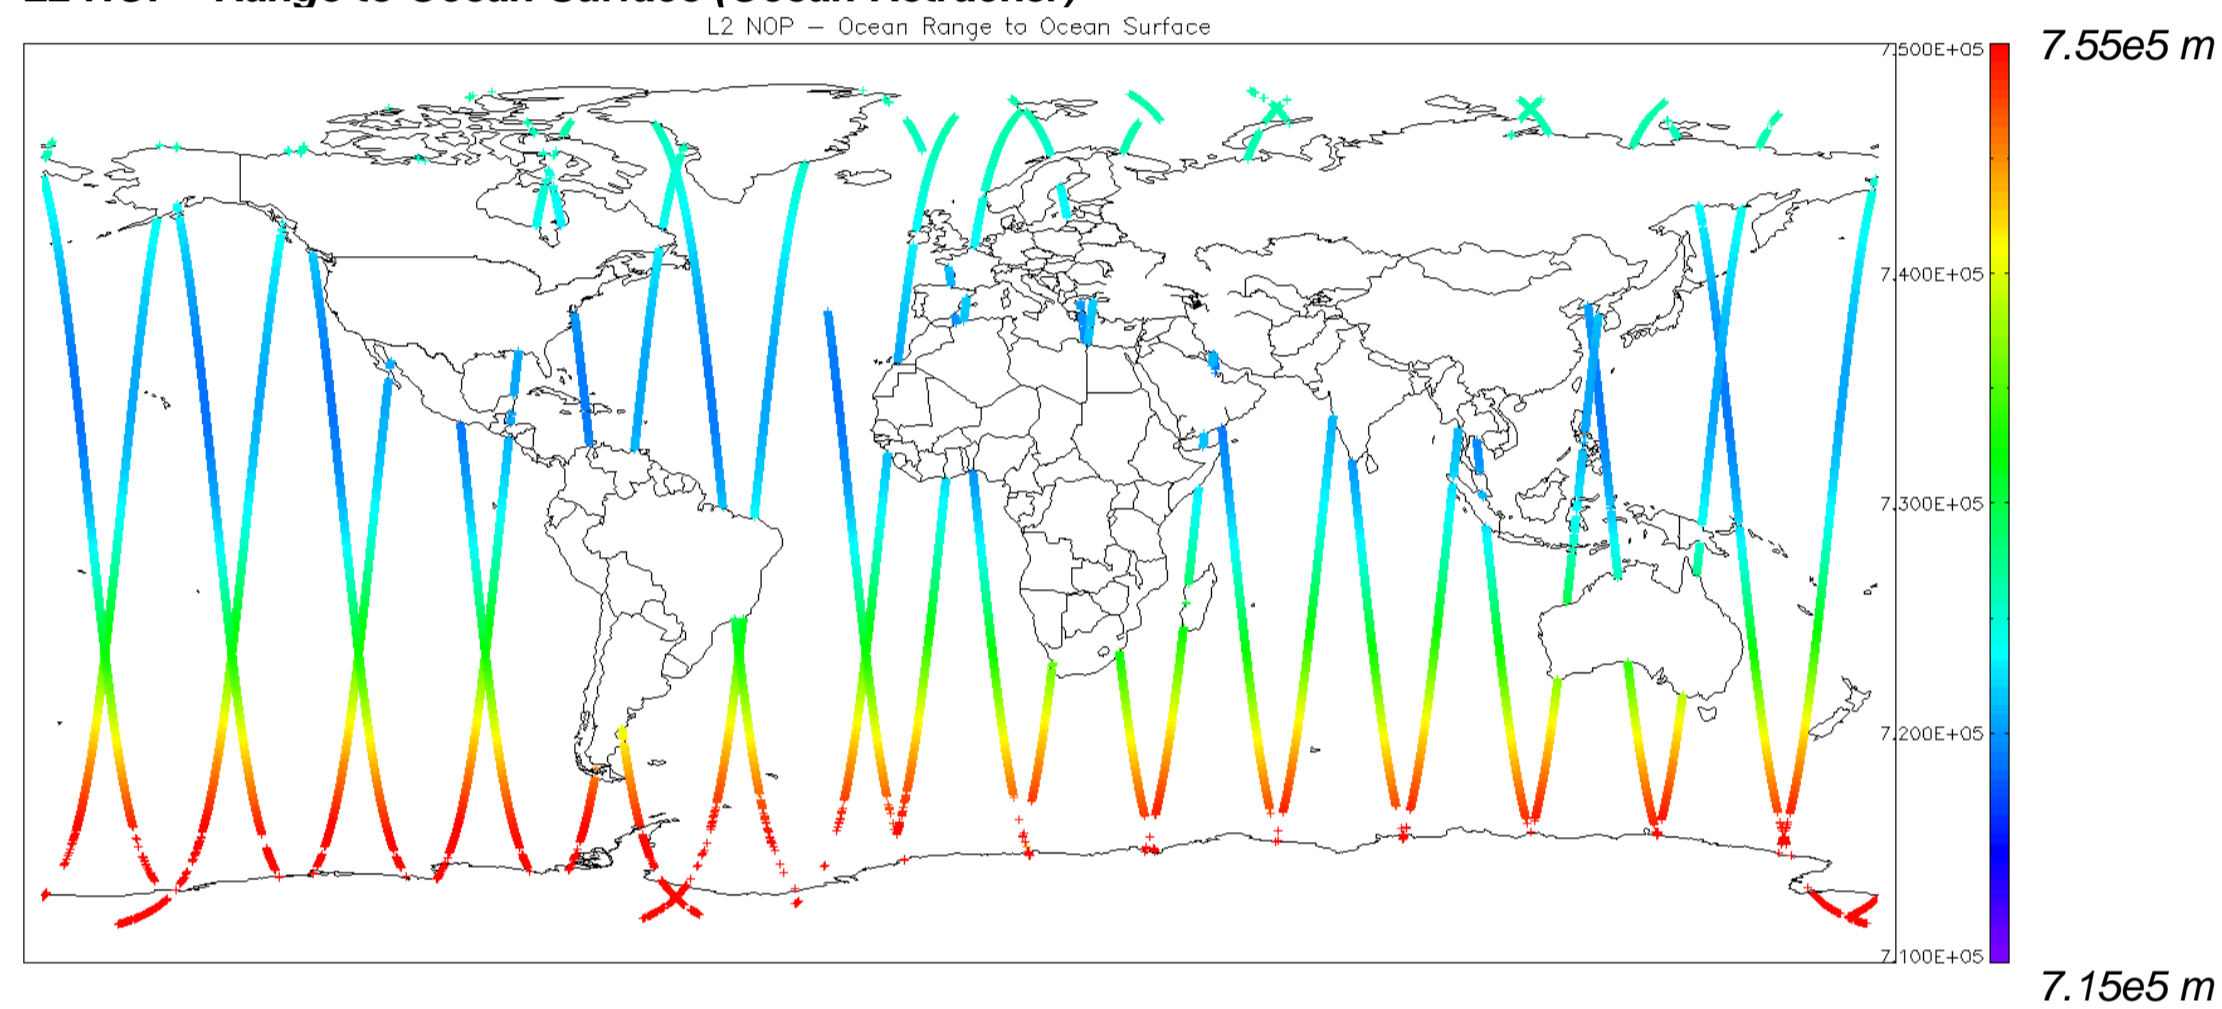 L2 NOP – Ocean Range to Ocean Surface
7.55e5 m
7.500E+05
7.400E+05
7.300E+05
7.200E+05
7.100E+05
7.15e5 m